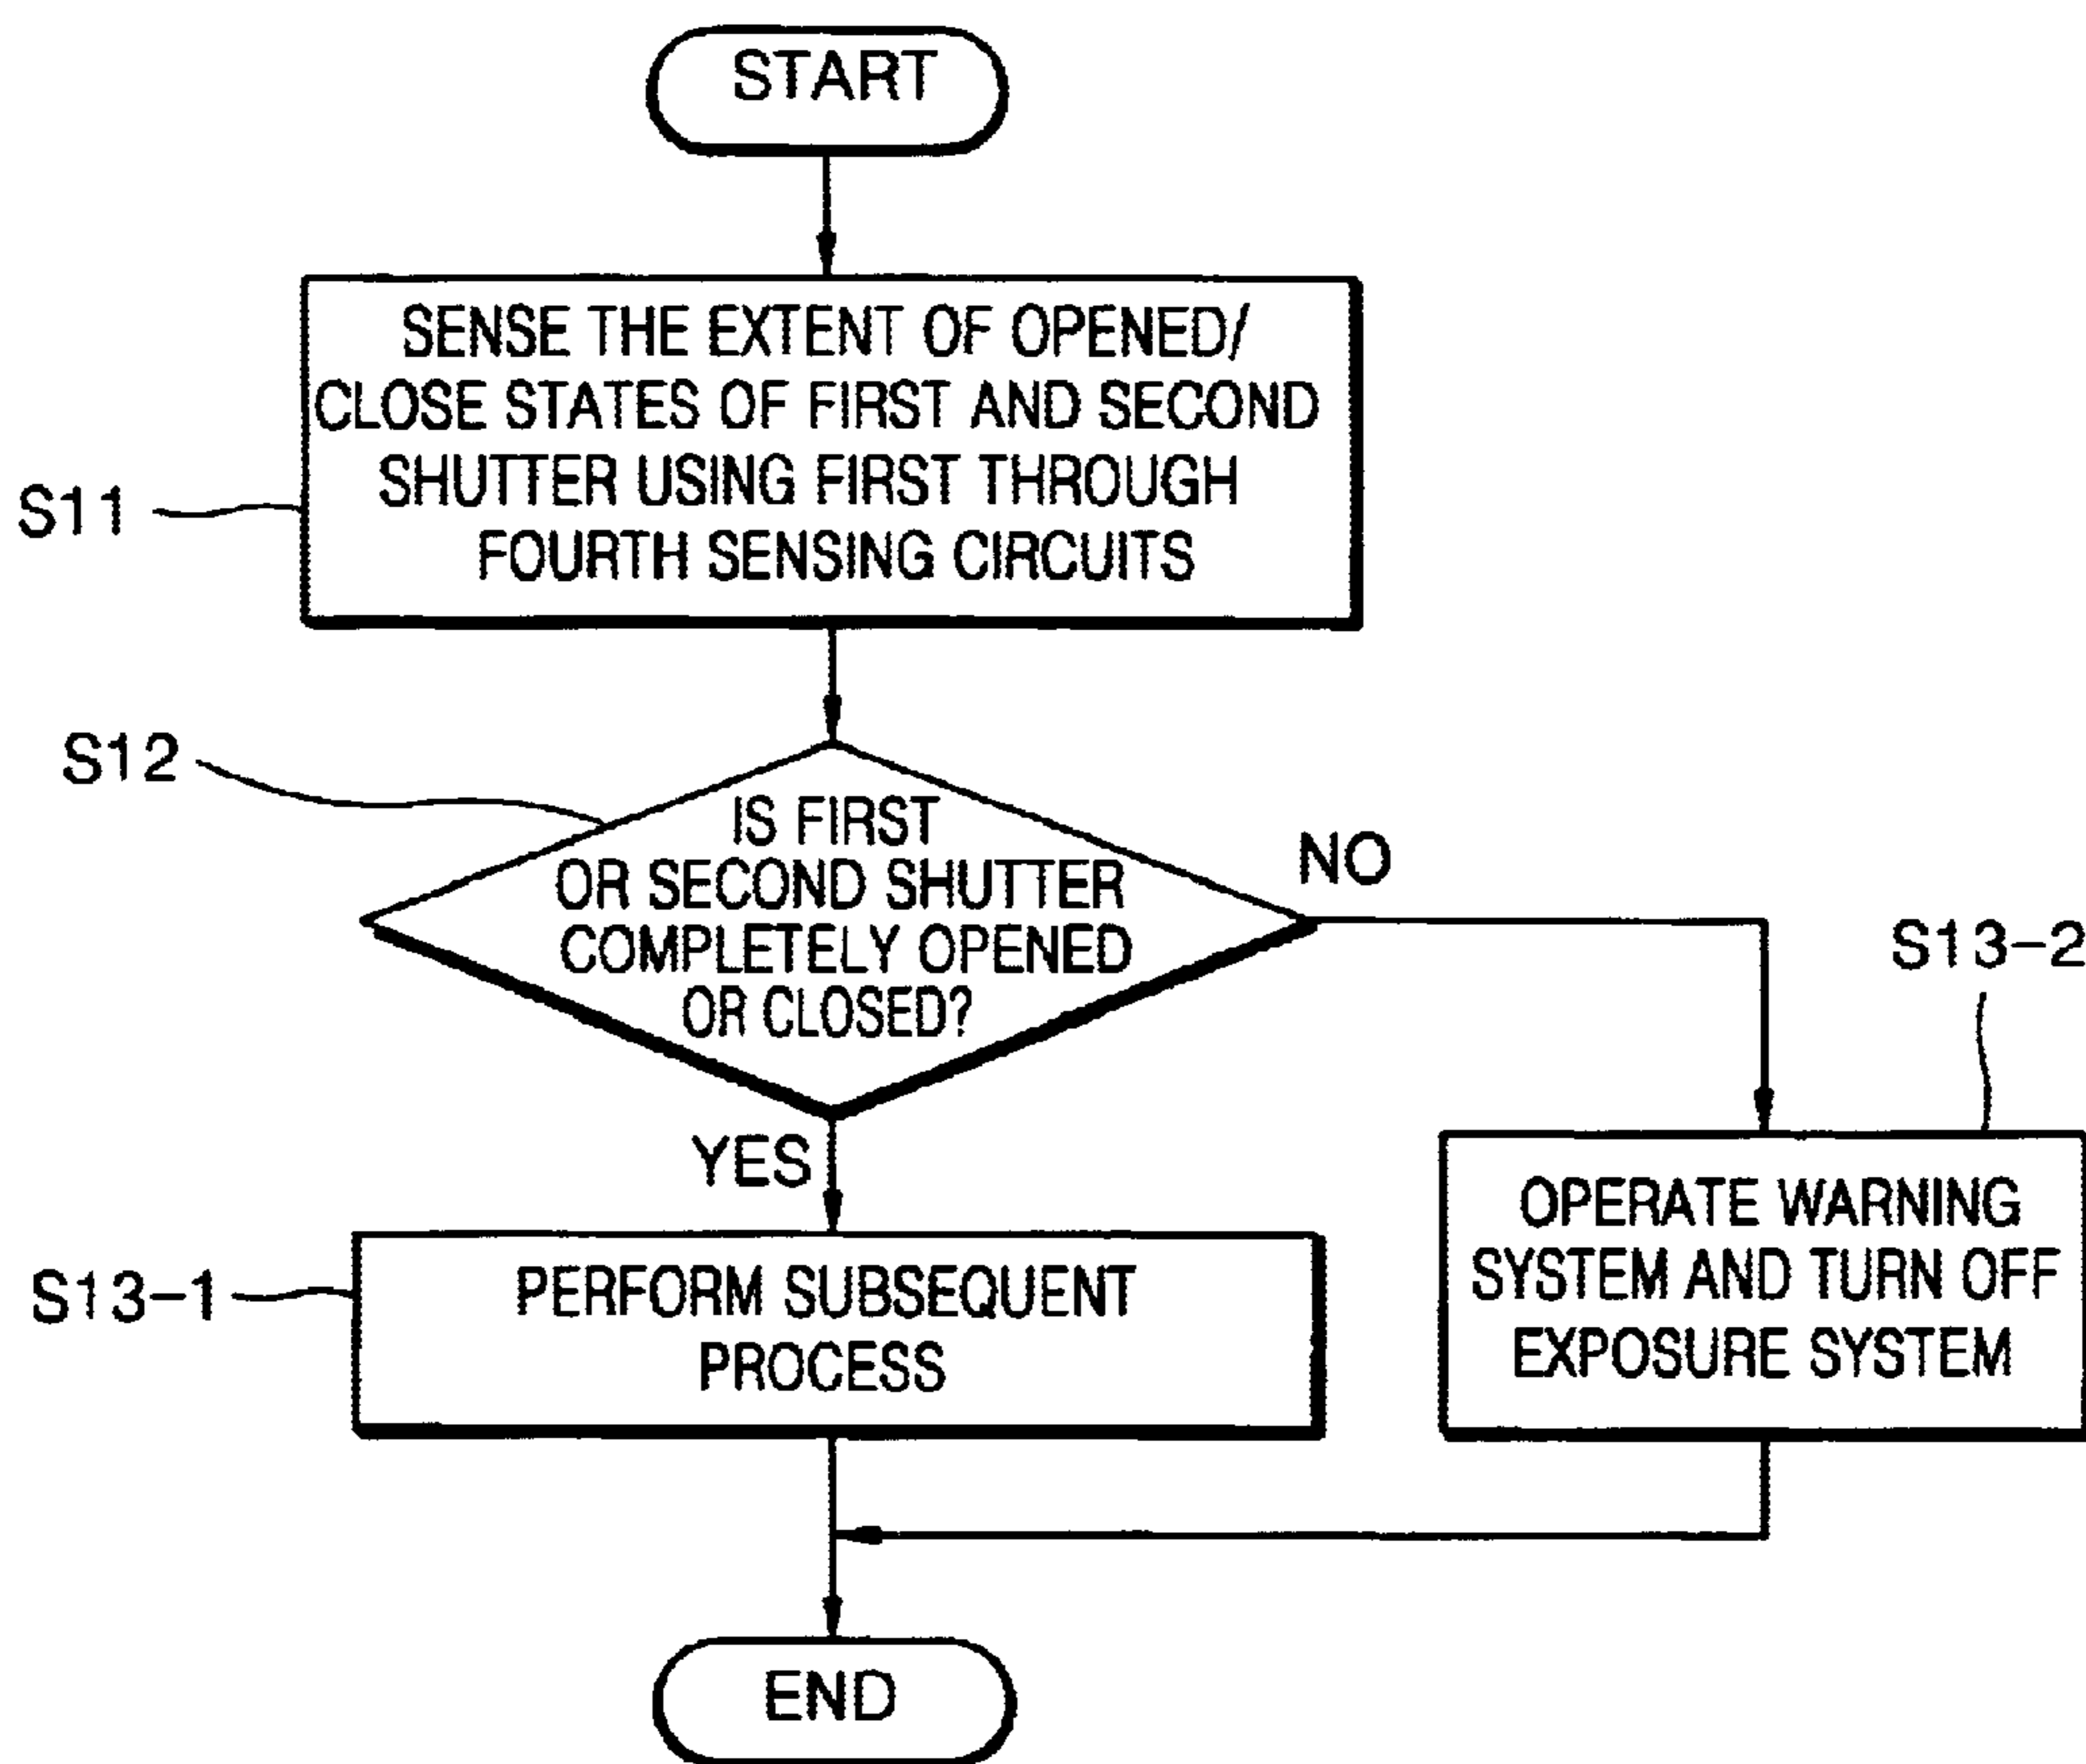 START
SENSE THE EXTENT OF OPENED/
CLOSE STATES OF FIRST AND SECOND
SHUTTER USING FIRST THROUGH
FOURTH SENSING CIRCUITS
S11
S12
IS FIRST
OR SECOND SHUTTER
COMPLETELY OPENED
OR CLOSED?
NO
S13-2
YES
OPERATE WARNING
SYSTEM AND TURN OFF
EXPOSURE SYSTEM
S13-1
PERFORM SUBSEQUENT
PROCESS
END